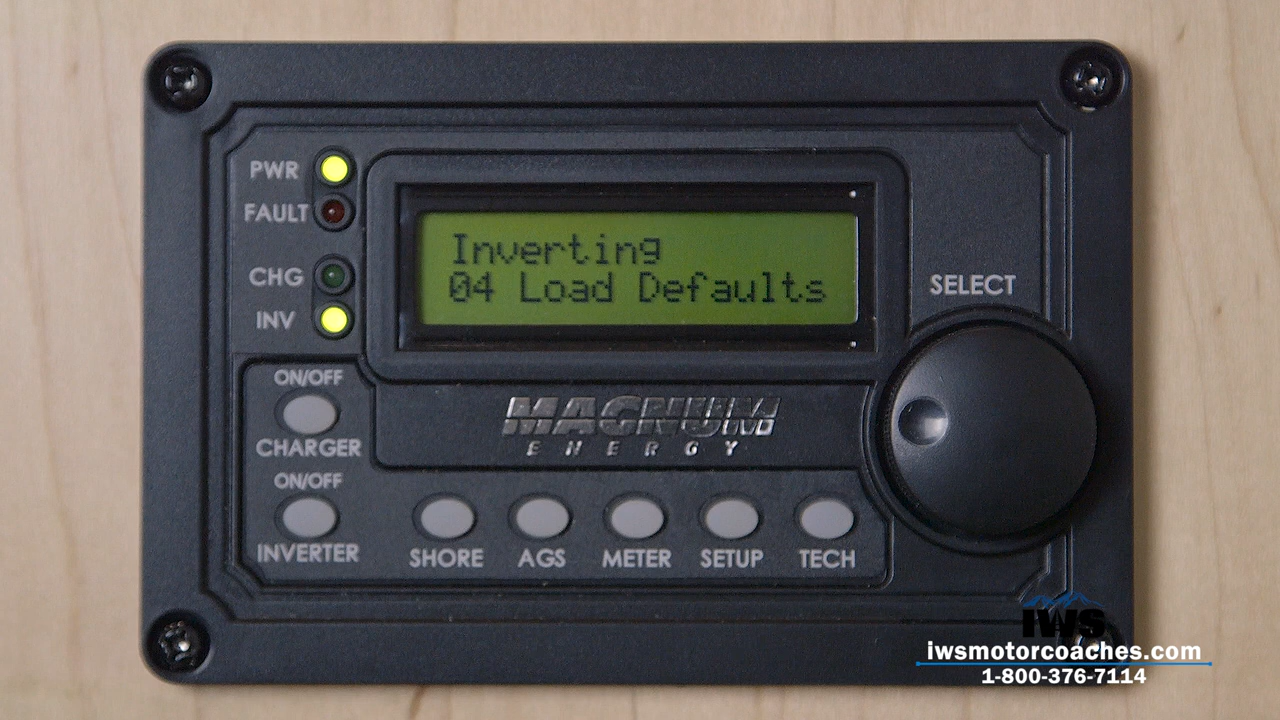 PWR
FAULT
CHG
INV
Inverting
04 Load Defaults
SELECT
ON/OFF
CHARGER
ON/OFF
INVERTER
MAGNUM
ENERGY
SHORE AGS METER SETUP TECH
IWS
iwsmotorcoaches.com
1-800-376-7114